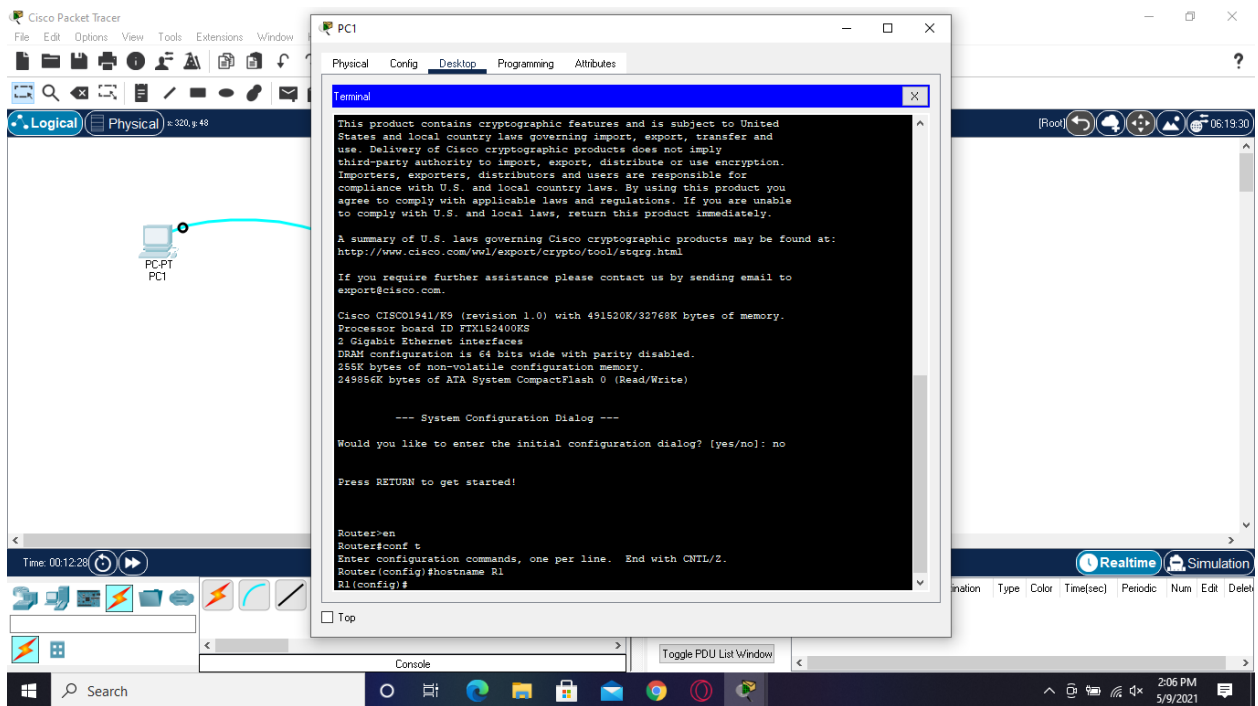 Cisco Packet Tracer
File Edit Options View Tools Extensions Window
PC1
Physical Config Desktop Programming Attributes
?
Terminal X
Logical Physical x: 320, y: 48
[Root] 06:19:30
This product contains cryptographic features and is subject to United
States and local country laws governing import, export, transfer and
use. Delivery of Cisco cryptographic products does not imply
third-party authority to import, export, distribute or use encryption.
Importers, exporters, distributors and users are responsible for
compliance with U.S. and local country laws. By using this product you
agree to comply with applicable laws and regulations. If you are unable
to comply with U.S. and local laws, return this product immediately.
A summary of U.S. laws governing Cisco cryptographic products may be found at:
http://www.cisco.com/wwl/export/crypto/tool/stqrg.html
If you require further assistance please contact us by sending email to
export@cisco.com.
Cisco CISCO1941/K9 (revision 1.0) with 491520K/32768K bytes of memory.
Processor board ID FTX152400KS
2 Gigabit Ethernet interfaces
DRAM configuration is 64 bits wide with parity disabled.
255K bytes of non-volatile configuration memory.
249856K bytes of ATA System CompactFlash 0 (Read/Write)
--- System Configuration Dialog ---
Would you like to enter the initial configuration dialog? [yes/no]: no
Press RETURN to get started!
Router>en
Router#conf t
Enter configuration commands, one per line. End with CNTL/Z.
Router(config)#hostname R1
R1(config)#
PC-PT
PC1
Top
Time: 00:12:28
Realtime Simulation
ination Type Color Time(sec) Periodic Num Edit Delet
Toggle PDU List Window
Console
Search
2:06 PM
5/9/2021